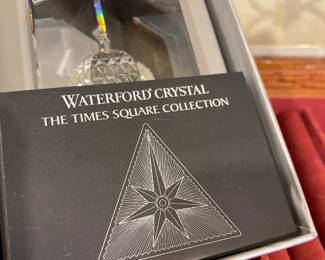 WATERFORD® CRYSTAL
THE TIMES SQUARE COLLECTION